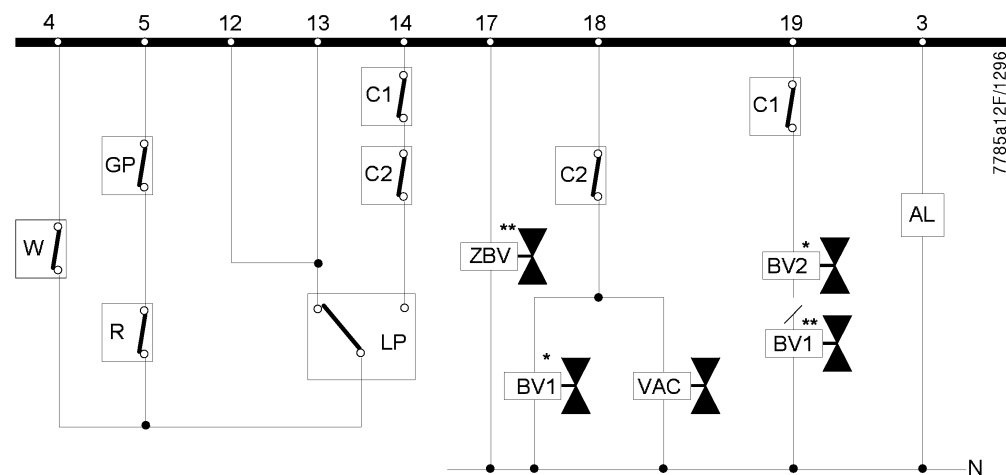 4 5 12 13 14 17 18 19 3
7785a12E/1296
C1 C1
GP C2 C2
AL
W ZBV ** BV2 *
R LP BV1 **
BV1 * VAC
N